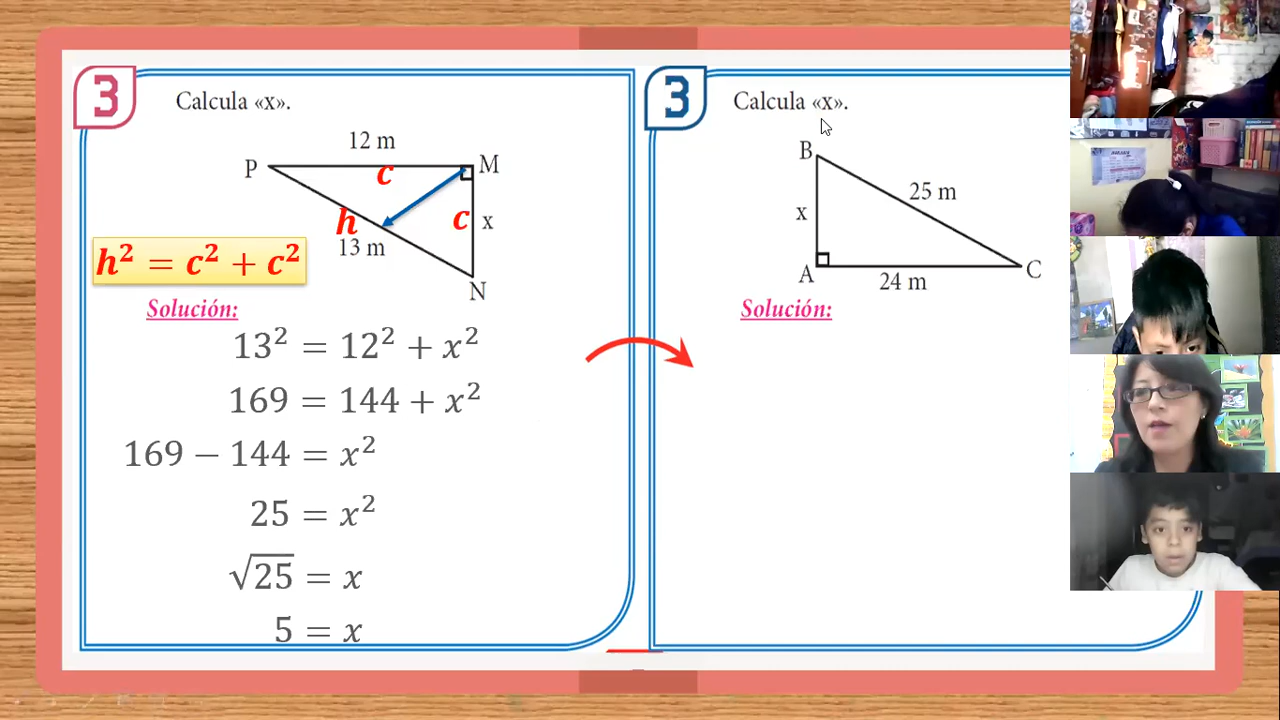 3
Calcula «x».
12 m
P
M
c
h
c
x
13 m
N
h² = c² + c²
Solución:
13² = 12² + x²
169 = 144 + x²
169 − 144 = x²
25 = x²
√25 = x
5 = x
3
Calcula «x».
B
25 m
x
A
24 m
C
Solución: